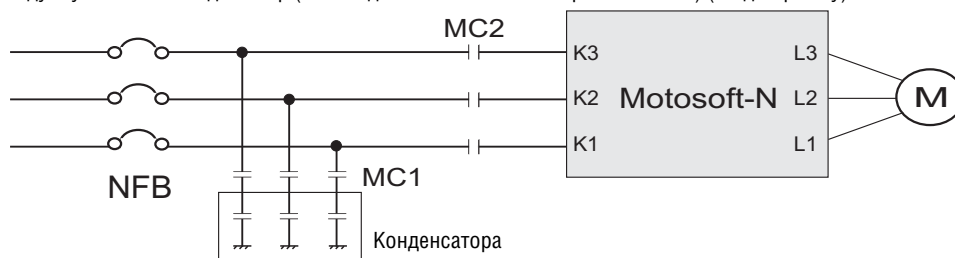 MC2
K3
L3
K2
Motosoft-N
L2
M
K1
L1
NFB
MC1
Конденсатора